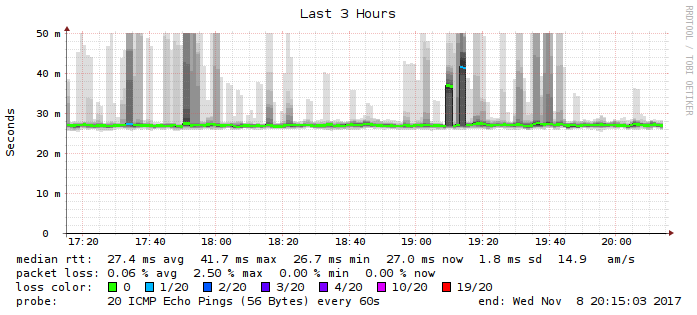 Last 3 Hours
RRDTOOL / TOBI OETIKER
Seconds
50 m
40 m
30 m
20 m
10 m
0
17:20 17:40 18:00 18:20 18:40 19:00 19:20 19:40 20:00
median rtt: 27.4 ms avg 41.7 ms max 26.7 ms min 27.0 ms now 1.8 ms sd 14.9 am/s
packet loss: 0.06 % avg 2.50 % max 0.00 % min 0.00 % now
loss color: 0 1/20 2/20 3/20 4/20 10/20 19/20
probe: 20 ICMP Echo Pings (56 Bytes) every 60s end: Wed Nov 8 20:15:03 2017